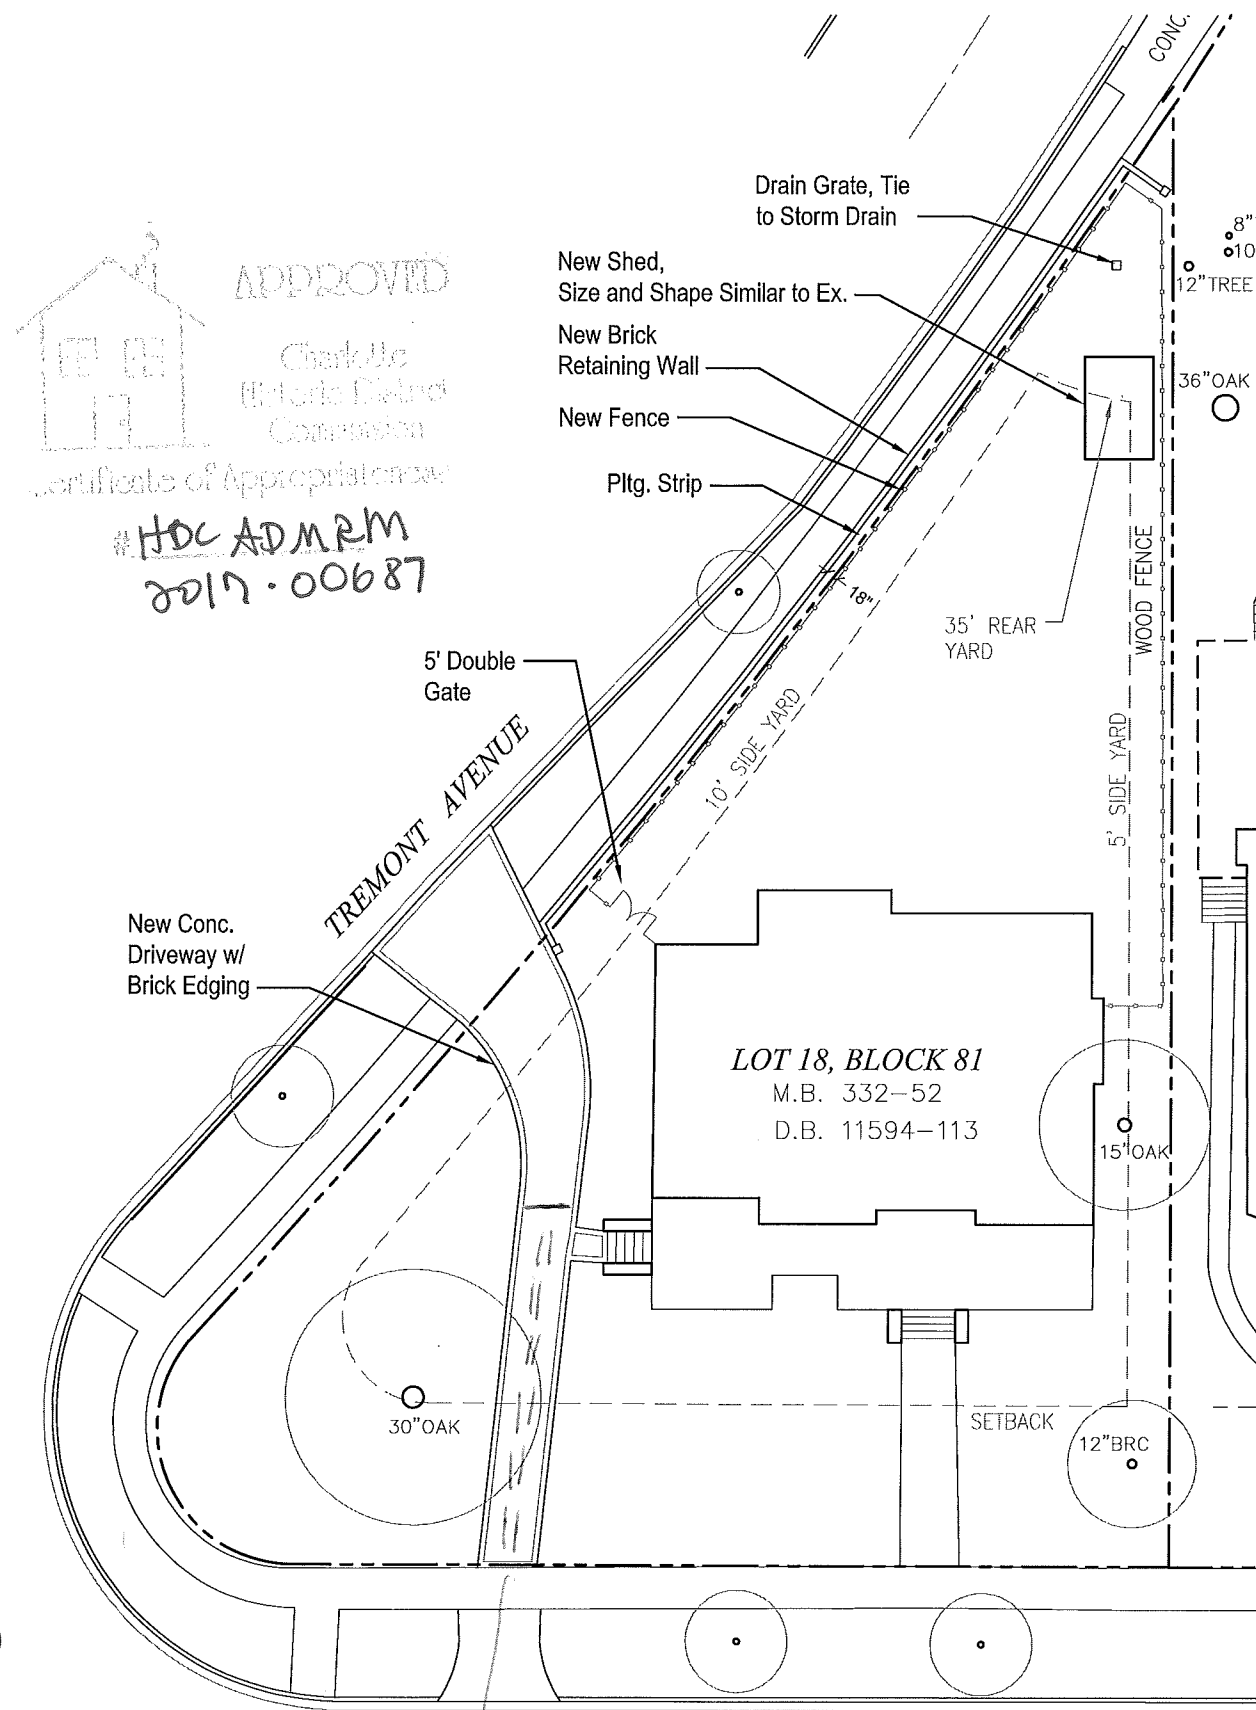 CONC.
Drain Grate, Tie
to Storm Drain
8"
10
12"TREE
APPROVED
Charlotte
Historic District
Commission
Certificate of Appropriateness
# HDC ADMRM
2017-00687
New Shed,
Size and Shape Similar to Ex.
New Brick
Retaining Wall
New Fence
Pltg. Strip
36"OAK
18"
35' REAR
YARD
WOOD FENCE
5' Double
Gate
10' SIDE YARD
5' SIDE YARD
TREMONT AVENUE
New Conc.
Driveway w/
Brick Edging
LOT 18, BLOCK 81
M.B. 332-52
D.B. 11594-113
15"OAK
30"OAK
SETBACK
12"BRC